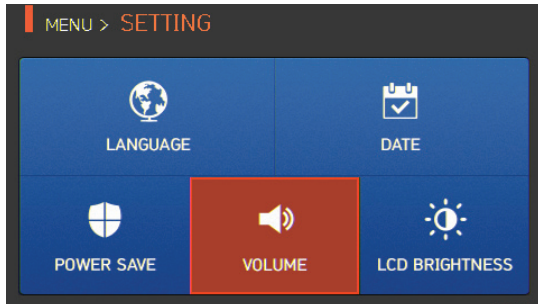 MENU > SETTING
LANGUAGE
DATE
POWER SAVE
VOLUME
LCD BRIGHTNESS